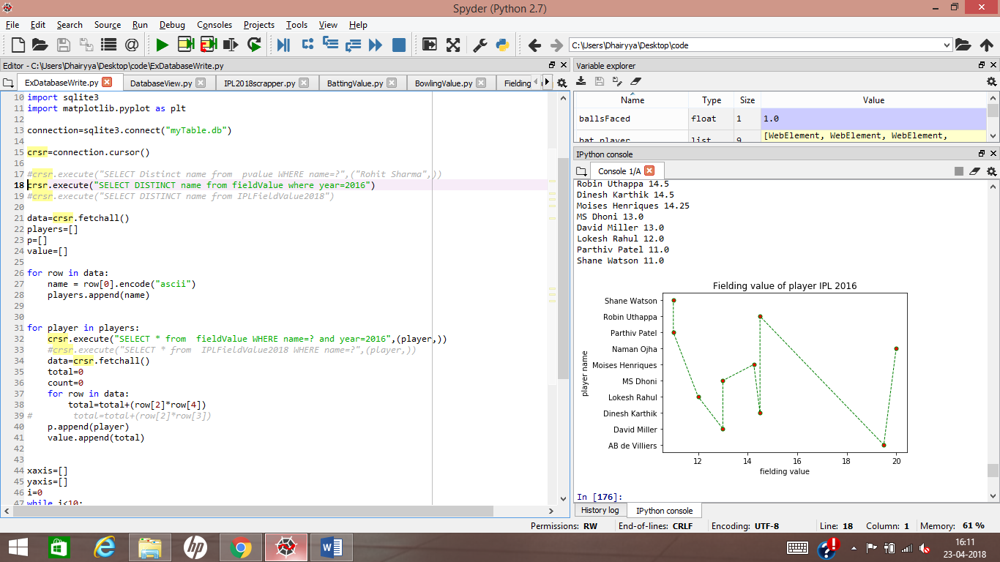 Spyder (Python 2.7)
File Edit Search Source Run Debug Consoles Projects Tools View Help
C:\Users\Dhairyya\Desktop\code
Editor - C:\Users\Dhairyya\Desktop\code\ExDatabaseWrite.py
ExDatabaseWrite.py DatabaseView.py IPL2018scrapper.py BattingValue.py BowlingValue.py Fielding
10 import sqlite3
11 import matplotlib.pyplot as plt
12
13 connection=sqlite3.connect("myTable.db")
14
15 crsr=connection.cursor()
16
17 #crsr.execute("SELECT Distinct name from  pvalue WHERE name=?",("Rohit Sharma",))
18 crsr.execute("SELECT DISTINCT name from fieldValue where year=2016")
19 #crsr.execute("SELECT DISTINCT name from IPLFieldValue2018")
20
21 data=crsr.fetchall()
22 players=[]
23 p=[]
24 value=[]
25
26 for row in data:
27     name = row[0].encode("ascii")
28     players.append(name)
29
30
31 for player in players:
32     crsr.execute("SELECT * from  fieldValue WHERE name=? and year=2016",(player,))
33     #crsr.execute("SELECT * from  IPLFieldValue2018 WHERE name=?",(player,))
34     data=crsr.fetchall()
35     total=0
36     count=0
37     for row in data:
38         total=total+(row[2]*row[4])
39 #        total=total+(row[2]*row[3])
40     p.append(player)
41     value.append(total)
42
43
44 xaxis=[]
45 yaxis=[]
46 i=0
47 while i<10:
Variable explorer
Name Type Size Value
ballsFaced float 1 1.0
bat_player list 9 [WebElement, WebElement, WebElement,
IPython console
Console 1/A
Robin Uthappa 14.5
Dinesh Karthik 14.5
Moises Henriques 14.25
MS Dhoni 13.0
David Miller 13.0
Lokesh Rahul 12.0
Parthiv Patel 11.0
Shane Watson 11.0
Fielding value of player IPL 2016
player name
Shane Watson
Robin Uthappa
Parthiv Patel
Naman Ojha
Moises Henriques
MS Dhoni
Lokesh Rahul
Dinesh Karthik
David Miller
AB de Villiers
12 14 16 18 20
fielding value
In [176]:
History log IPython console
Permissions: RW End-of-lines: CRLF Encoding: UTF-8 Line: 18 Column: 1 Memory: 61 %
hp
16:11
23-04-2018